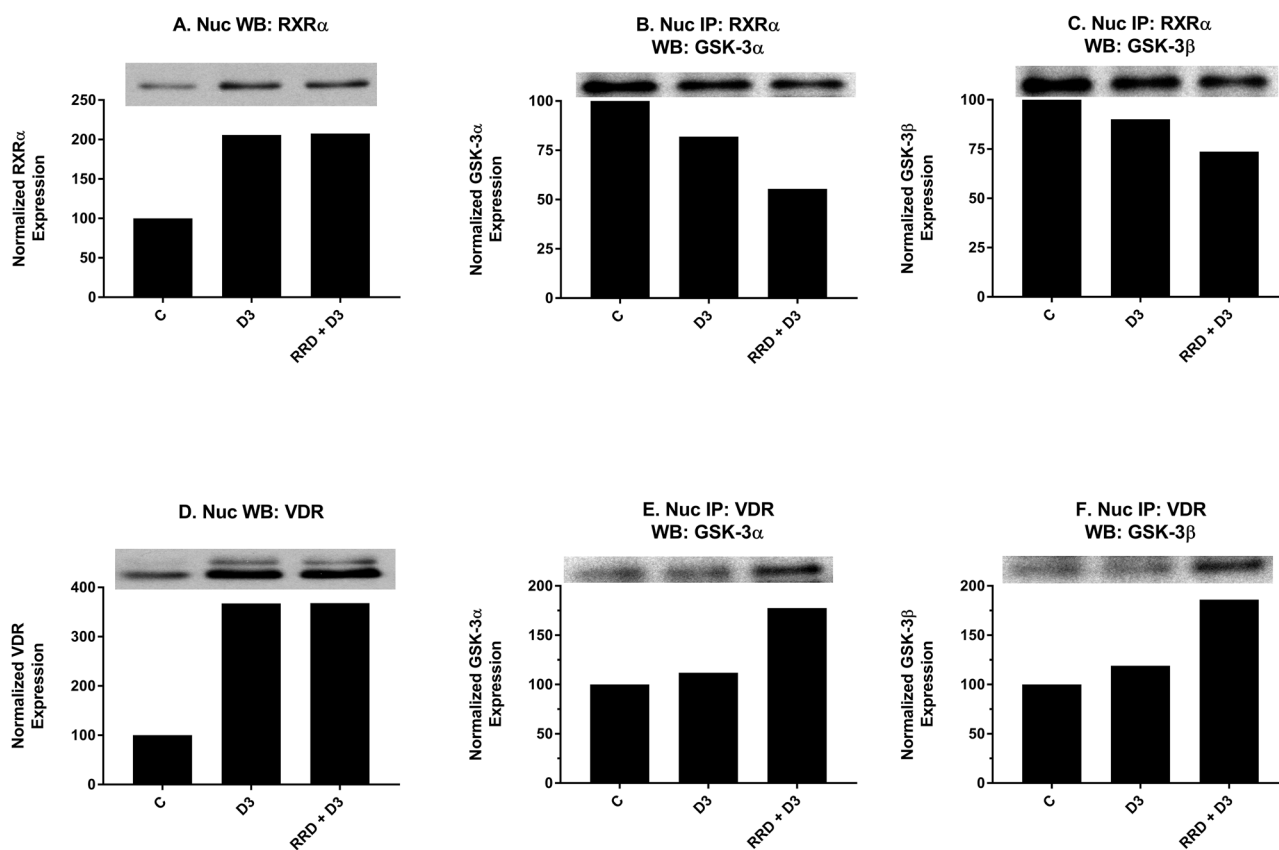 A. Nuc WB: RXRα
250
200
150
100
50
0
Normalized RXRα
Expression
C
D3
RRD + D3
B. Nuc IP: RXRα
WB: GSK-3α
100
75
50
25
0
Normalized GSK-3α
Expression
C
D3
RRD + D3
C. Nuc IP: RXRα
WB: GSK-3β
100
75
50
25
0
Normalized GSK-3β
Expression
C
D3
RRD + D3
D. Nuc WB: VDR
400
300
200
100
0
Normalized VDR
Expression
C
D3
RRD + D3
E. Nuc IP: VDR
WB: GSK-3α
200
150
100
50
0
Normalized GSK-3α
Expression
C
D3
RRD + D3
F. Nuc IP: VDR
WB: GSK-3β
200
150
100
50
0
Normalized GSK-3β
Expression
C
D3
RRD + D3